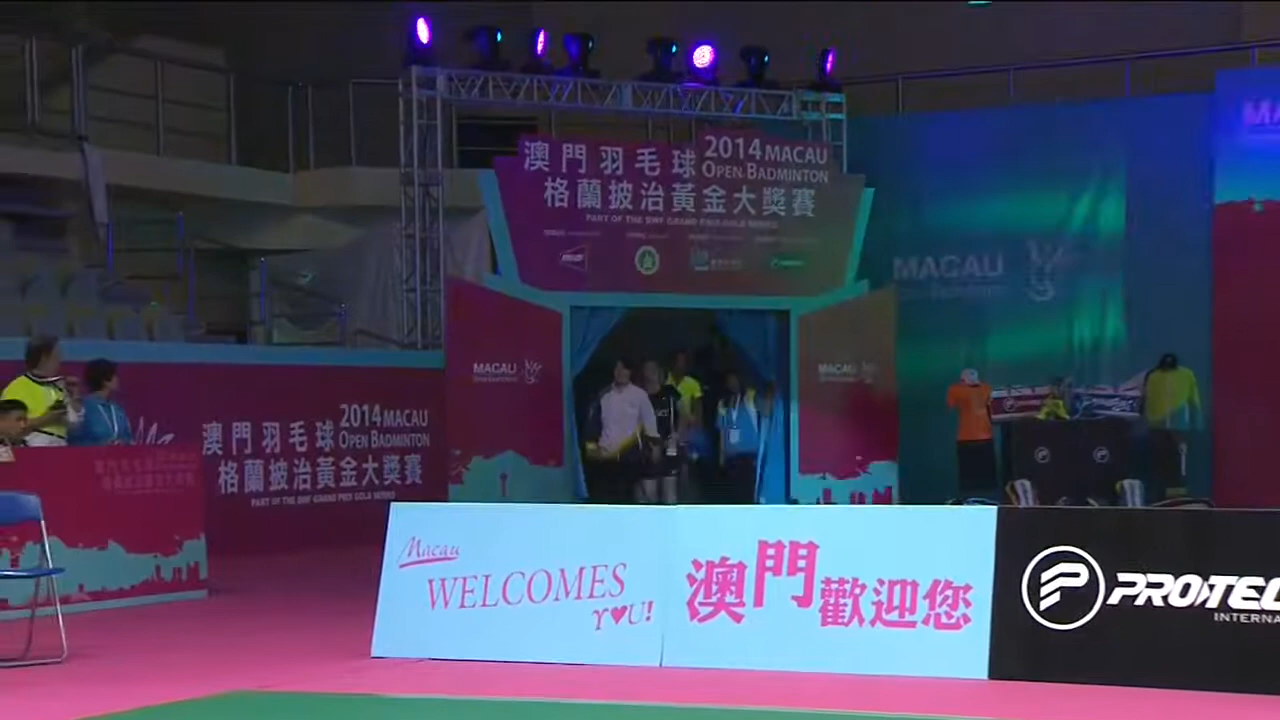 澳門羽毛球
2014 MACAU
OPEN BADMINTON
格蘭披治黃金大獎賽
PART OF THE BWF GRAND PRIX GOLD SERIES
MACAU
MACAU
MACAU
澳門羽毛球
2014 MACAU
OPEN BADMINTON
格蘭披治黃金大獎賽
PART OF THE BWF GRAND PRIX GOLD SERIES
Macau
WELCOMES
YOU!
澳門歡迎您
PROTEC
INTERNA